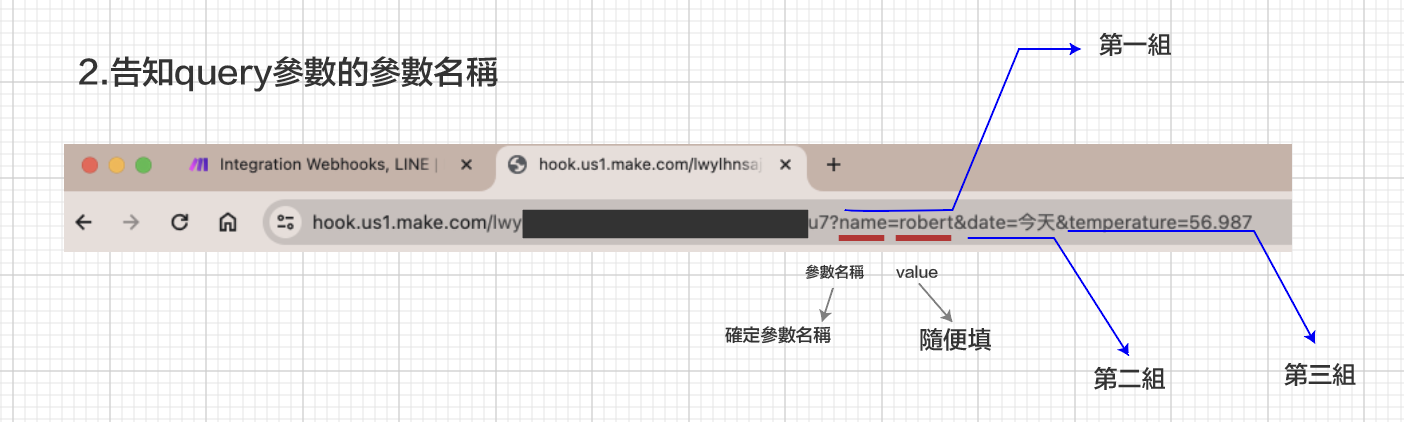 第一組
2.告知query參數的參數名稱
Integration Webhooks, LINE |
hook.us1.make.com/lwylhnsa
hook.us1.make.com/lwy
u7?name=robert&date=今天&temperature=56.987
參數名稱
value
確定參數名稱
隨便填
第二組
第三組